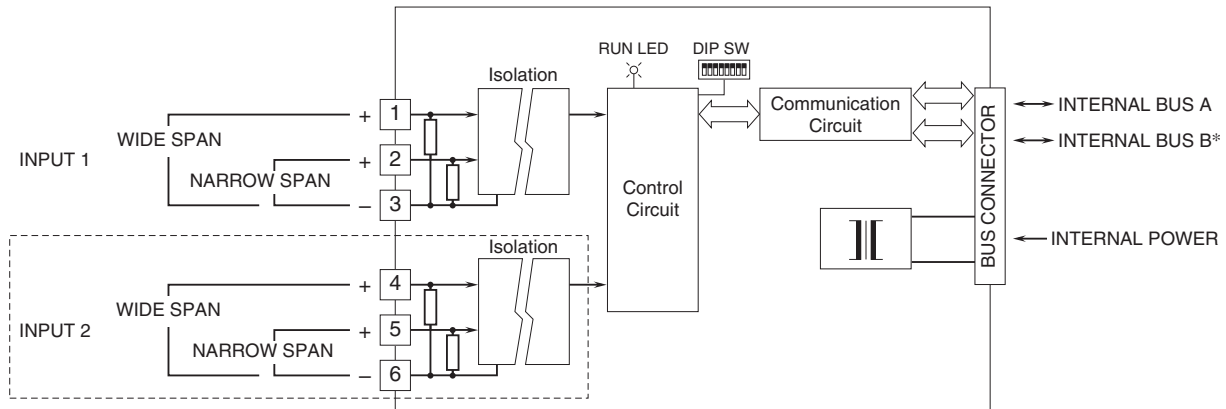 RUN LED
DIP SW
Isolation
INPUT 1
WIDE SPAN
NARROW SPAN
+ 1
+ 2
– 3
Control
Circuit
Communication
Circuit
BUS CONNECTOR
INTERNAL BUS A
INTERNAL BUS B*
INTERNAL POWER
Isolation
INPUT 2
WIDE SPAN
NARROW SPAN
+ 4
+ 5
– 6